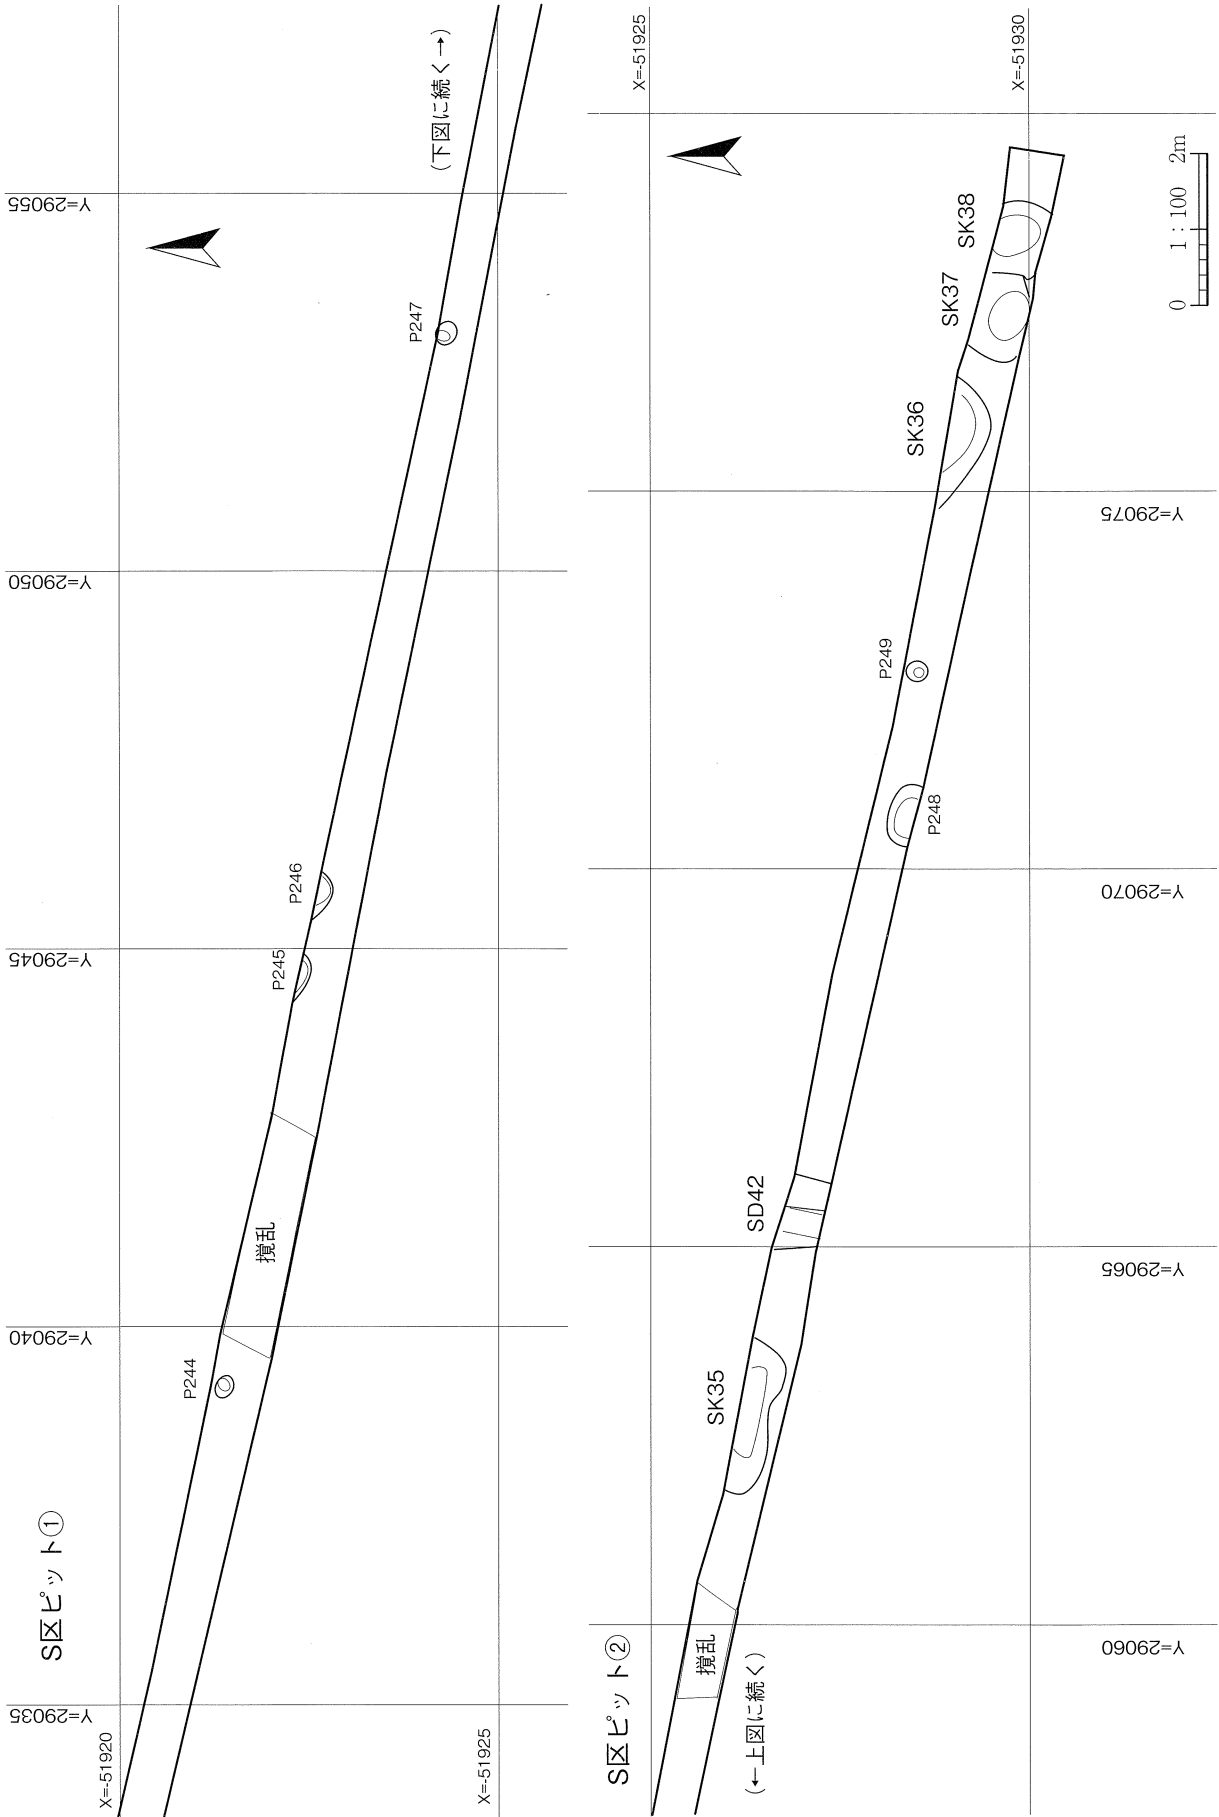 S区ピット①
X=-51920
X=-51925
Y=29035
Y=29040
Y=29045
Y=29050
Y=29055
P244
攪乱
P245
P246
P247
(下図に続く→)
S区ピット②
(←上図に続く)
X=-51925
X=-51930
Y=29060
Y=29065
Y=29070
Y=29075
攪乱
SK35
SD42
P248
P249
SK36
SK37
SK38
0 1:100 2m